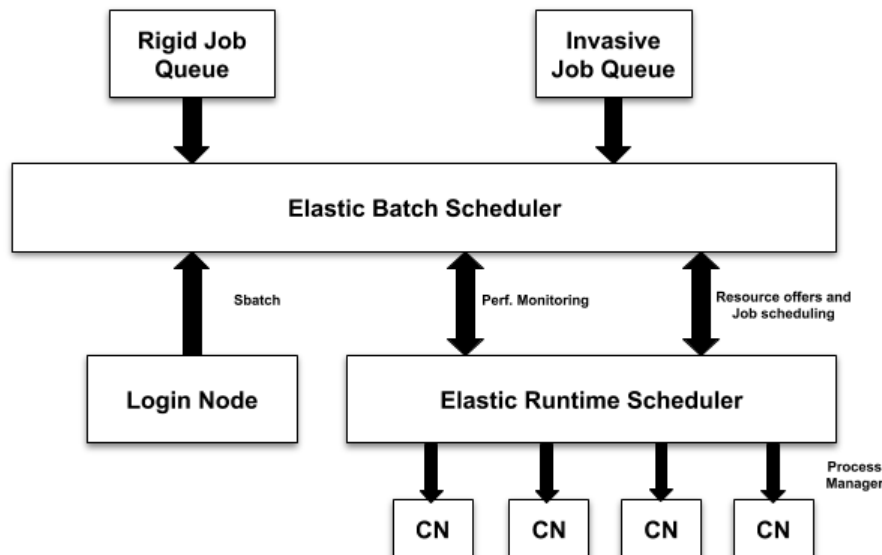 Rigid Job
Queue
Invasive
Job Queue
Elastic Batch Scheduler
Sbatch
Perf. Monitoring
Resource offers and
Job scheduling
Login Node
Elastic Runtime Scheduler
Process
Manager
CN
CN
CN
CN